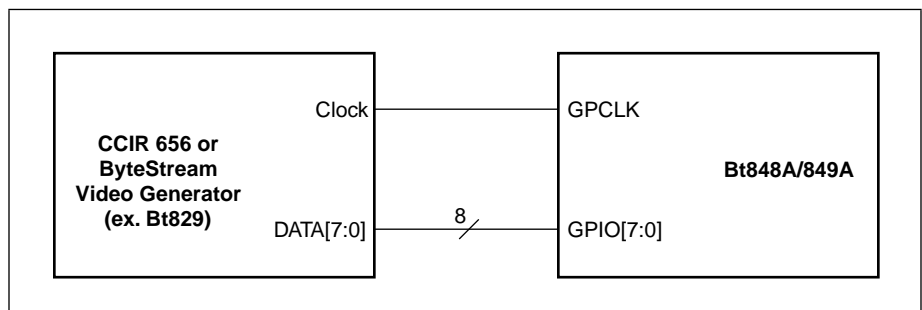 CCIR 656 or
ByteStream
Video Generator
(ex. Bt829)
Clock
DATA[7:0]
8
GPCLK
GPIO[7:0]
Bt848A/849A